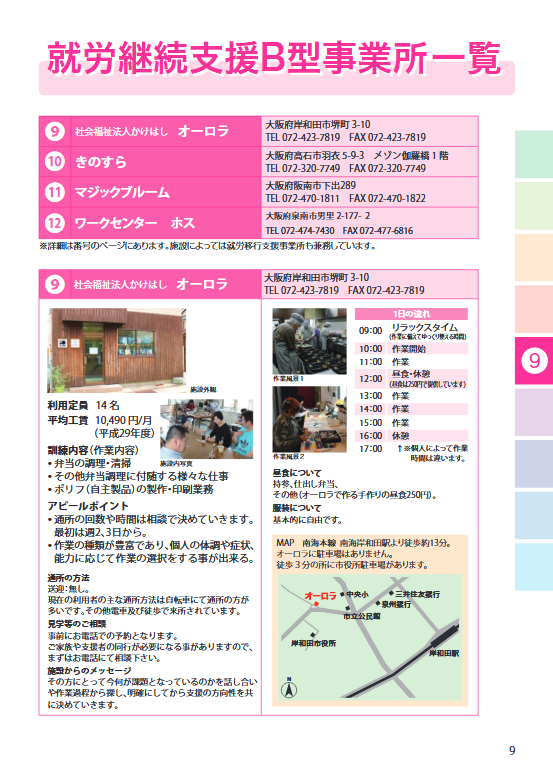 就労継続支援B型事業所一覧
9 社会福祉法人かけはし オーロラ
大阪府岸和田市堺町 3-10
TEL 072-423-7819 FAX 072-423-7819
10 きのすら
大阪府高石市羽衣 5-9-3 メゾン伽羅橋 1 階
TEL 072-320-7749 FAX 072-320-7749
11 マジックブルーム
大阪府阪南市下出289
TEL 072-470-1811 FAX 072-470-1822
12 ワークセンター ホス
大阪府泉南市男里 2-177- 2
TEL 072-474-7430 FAX 072-477-6816
※詳細は番号のページにあります。施設によっては就労移行支援事業所も兼務しています。
9 社会福祉法人かけはし オーロラ
大阪府岸和田市堺町 3-10
TEL 072-423-7819 FAX 072-423-7819
施設外観
利用定員 14 名
平均工賃 10,490 円/月
(平成29年度)
施設内写真
訓練内容(作業内容)
• 弁当の調理・清掃
• その他弁当調理に付随する様々な仕事
• ポリフ(自主製品)の製作・印刷業務
アピールポイント
• 通所の回数や時間は相談で決めていきます。
最初は週2、3日から。
• 作業の種類が豊富であり、個人の体調や症状、
能力に応じて作業の選択をする事が出来る。
通所の方法
送迎:無し。
現在の利用者の主な通所方法は自転車にて通所の方が
多いです。その他電車及び徒歩で来所されています。
見学等のご相談
事前にお電話での予約となります。
ご家族や支援者の同行が必要になる事がありますので、
まずはお電話にて相談下さい。
施設からのメッセージ
その方にとって今何が課題となっているのかを話し合い
や作業過程から探し、明確にしてから支援の方向性を共
に決めていきます。
作業風景 1
作業風景 2
1日の流れ
09:00 リラックスタイム
(作業に備えてゆっくり整える時間)
10:00 作業開始
11:00 作業
12:00 昼食・休憩
(昼食は250円で提供しています)
13:00 作業
14:00 作業
15:00 作業
16:00 休憩
17:00 ↑※個人によって作業
時間は違います。
昼食について
持参、仕出し弁当、
その他(オーロラで作る手作りの昼食250円)。
服装について
基本的に自由です。
MAP 南海本線 南海岸和田駅より徒歩約13分。
オーロラに駐車場はありません。
徒歩 3 分の所に市役所駐車場があります。
オーロラ
中央小
三井住友銀行
泉州銀行
市立公民館
岸和田市役所
岸和田駅
N
9
9